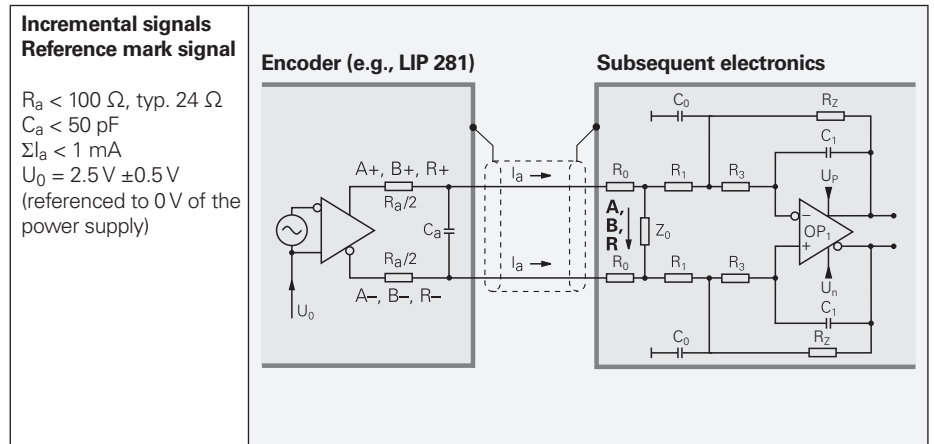 Incremental signals
Reference mark signal
Rₐ < 100 Ω, typ. 24 Ω
Cₐ < 50 pF
ΣIₐ < 1 mA
U₀ = 2.5 V ±0.5 V
(referenced to 0 V of the
power supply)
Encoder (e.g., LIP 281)
Subsequent electronics
A+, B+, R+
Rₐ/2
Cₐ
Rₐ/2
A–, B–, R–
U₀
Iₐ
Iₐ
C₀
R_Z
C₁
R₀
R₁
R₃
U_P
A,
B,
R
Z₀
–
OP₁
+
R₀
R₁
R₃
Uₙ
C₁
C₀
R_Z